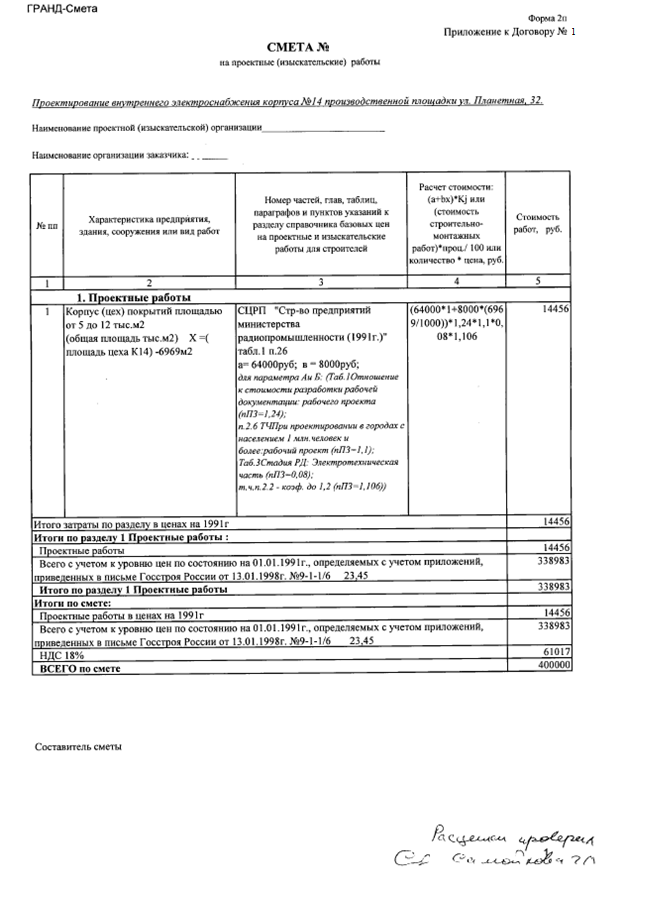 ГРАНД-Смета
Форма 2п
Приложение к Договору № 1
СМЕТА №
на проектные (изыскательские) работы
Проектирование внутреннего электроснабжения корпуса №14 производственной площадки ул. Планетная, 32.
Наименование проектной (изыскательской) организации
Наименование организации заказчика:
№ пп
Характеристика предприятия,
здания, сооружения или вид работ
Номер частей, глав, таблиц,
параграфов и пунктов указаний к
разделу справочника базовых цен
на проектные и изыскательские
работы для строителей
Расчет стоимости:
(a+bx)*Kj или
(стоимость
строительно-
монтажных
работ)*проц./ 100 или
количество * цена, руб.
Стоимость
работ, руб.
1 2 3 4 5
1. Проектные работы
1
Корпус (цех) покрытий площадью
от 5 до 12 тыс.м2
(общая площадь тыс.м2) X =(
площадь цеха К14) -6969м2
СЦРП "Стр-во предприятий
министерства
радиопромышленности (1991г.)"
табл.1 п.26
а= 64000руб; в = 8000руб;
для параметра А и Б: (Таб.1Отношение
к стоимости разработки рабочей
документации: рабочего проекта
(пПЗ=1,24);
п.2.6 ТЧПри проектировании в городах с
населением 1 млн.человек и
более:рабочий проект (пПЗ=1,1);
Таб.3Стадия РД: Электротехническая
часть (пПЗ=0,08);
т.ч.п.2.2 - коэф. до 1,2 (пПЗ=1,106))
(64000*1+8000*(696
9/1000))*1,24*1,1*0,
08*1,106
14456
Итого затраты по разделу в ценах на 1991г 14456
Итоги по разделу 1 Проектные работы :
Проектные работы 14456
Всего с учетом к уровню цен по состоянию на 01.01.1991г., определяемых с учетом приложений, 338983
приведенных в письме Госстроя России от 13.01.1998г. №9-1-1/6 23,45
Итого по разделу 1 Проектные работы 338983
Итоги по смете:
Проектные работы в ценах на 1991г 14456
Всего с учетом к уровню цен по состоянию на 01.01.1991г., определяемых с учетом приложений, 338983
приведенных в письме Госстроя России от 13.01.1998г. №9-1-1/6 23,45
НДС 18% 61017
ВСЕГО по смете 400000
Составитель сметы
Расценки проверил